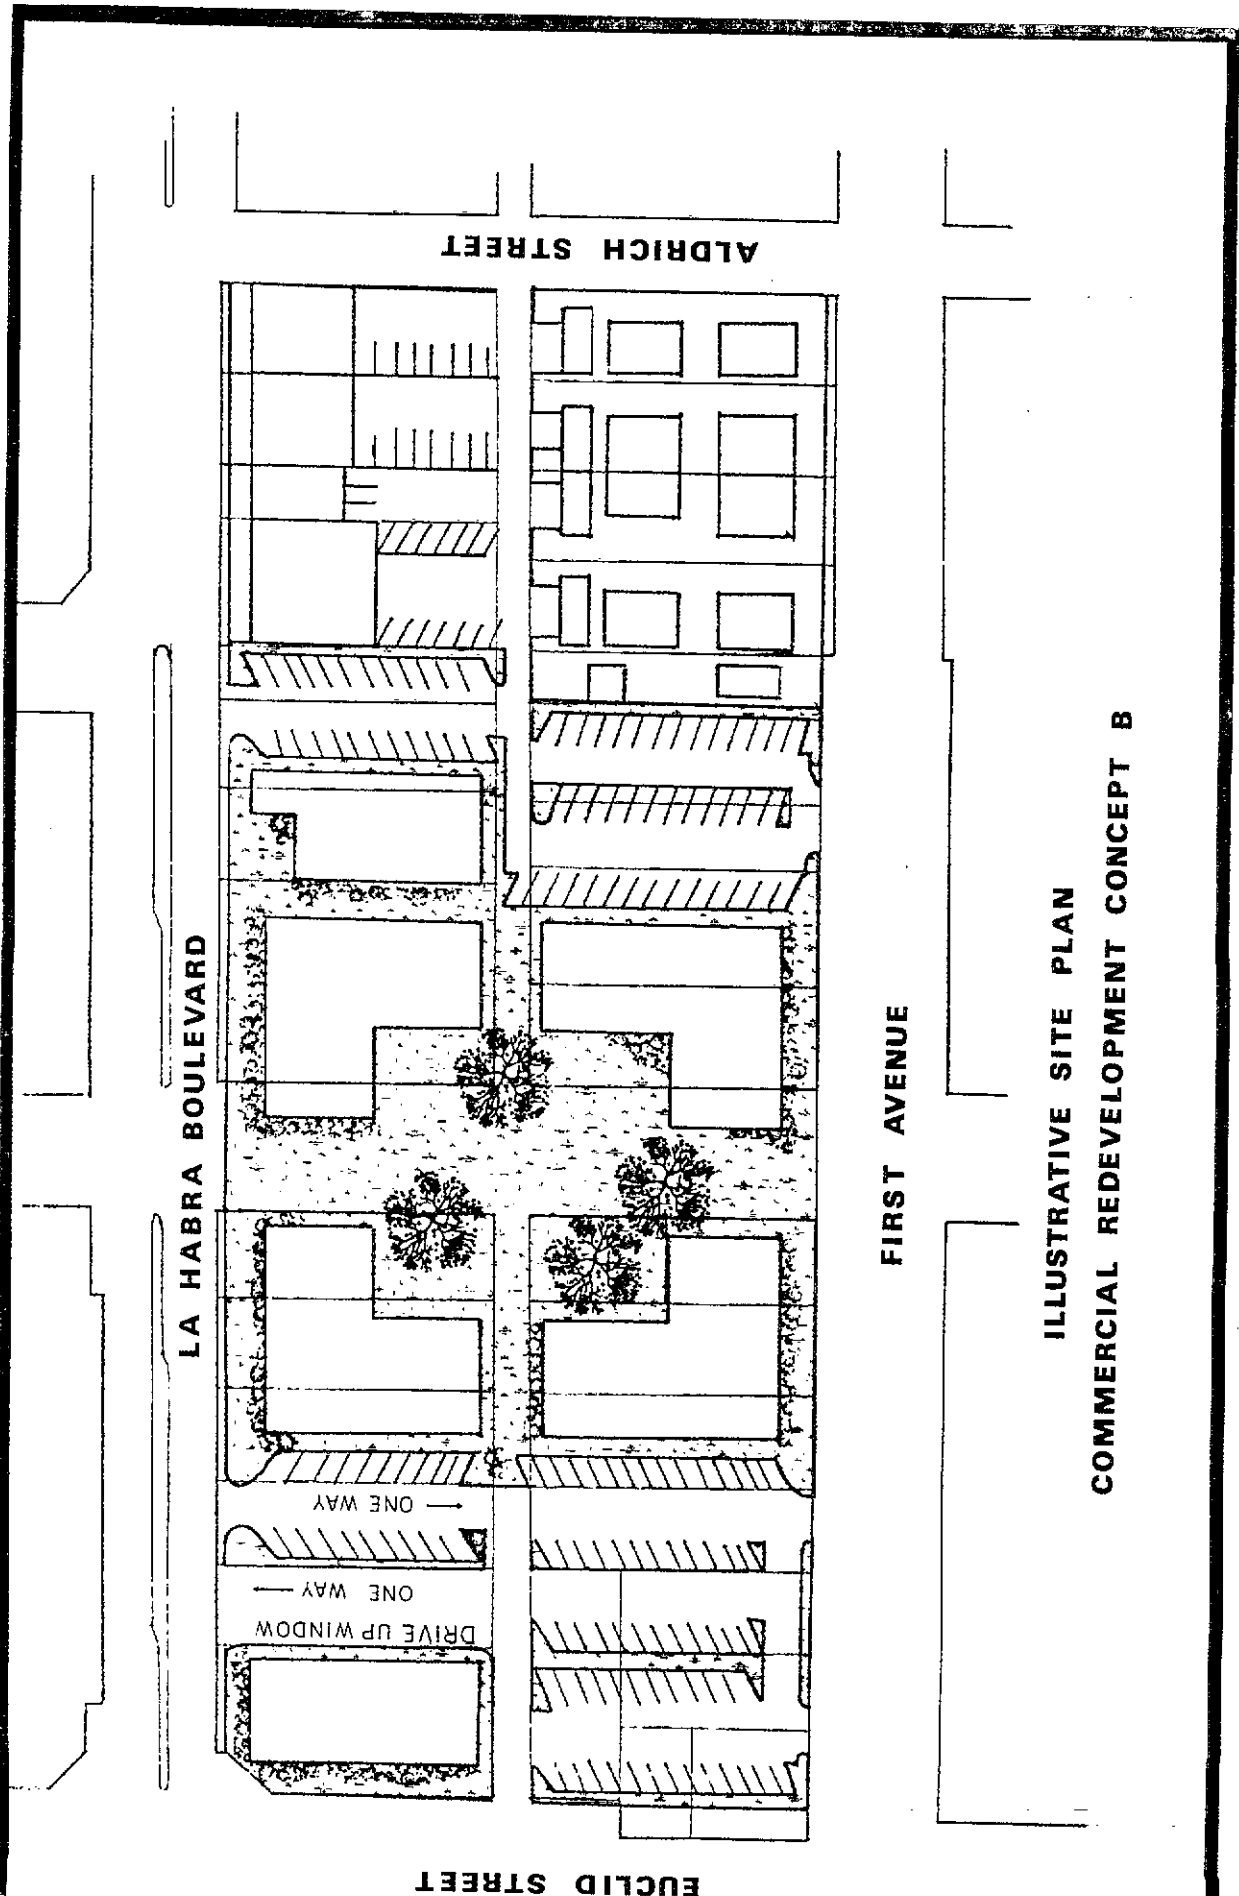 ALDRICH STREET
LA HABRA BOULEVARD
FIRST AVENUE
ONE WAY
ONE WAY
DRIVE UP WINDOW
EUCLID STREET
ILLUSTRATIVE SITE PLAN
COMMERCIAL REDEVELOPMENT CONCEPT B